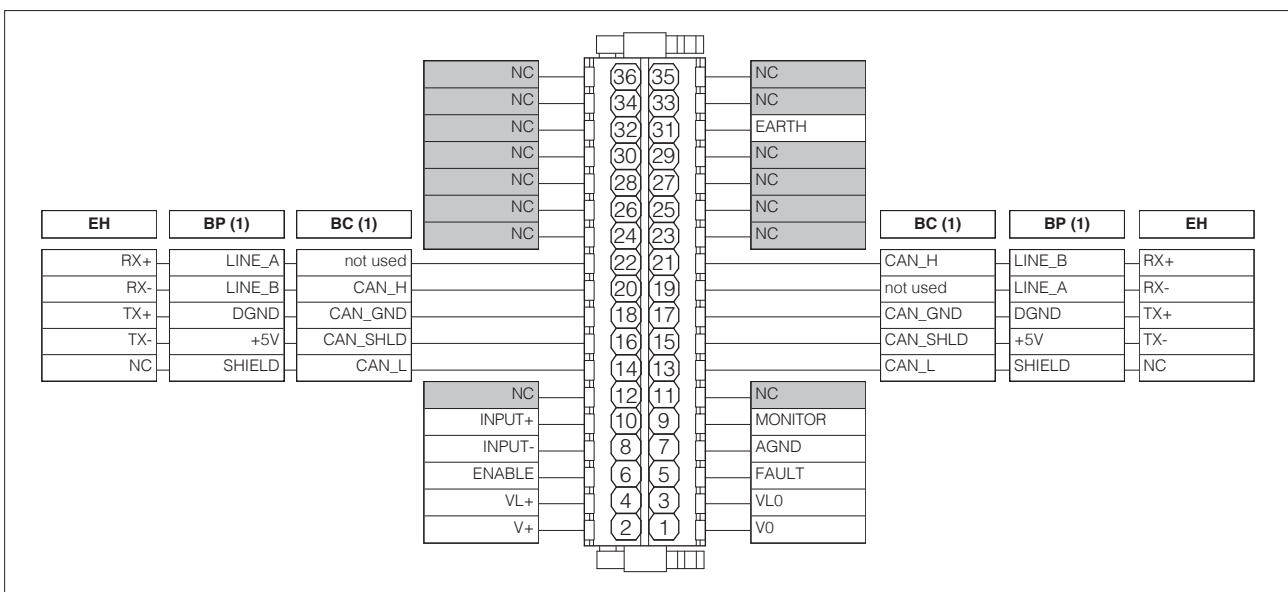 NC 36 35 NC
NC 34 33 NC
NC 32 31 EARTH
NC 30 29 NC
NC 28 27 NC
NC 26 25 NC
EH BP (1) BC (1) BC (1) BP (1) EH
NC 24 23 NC
RX+ LINE_A not used 22 21 CAN_H LINE_B RX+
RX- LINE_B CAN_H 20 19 not used LINE_A RX-
TX+ DGND CAN_GND 18 17 CAN_GND DGND TX+
TX- +5V CAN_SHLD 16 15 CAN_SHLD +5V TX-
NC SHIELD CAN_L 14 13 CAN_L SHIELD NC
NC 12 11 NC
INPUT+ 10 9 MONITOR
INPUT- 8 7 AGND
ENABLE 6 5 FAULT
VL+ 4 3 VL0
V+ 2 1 V0